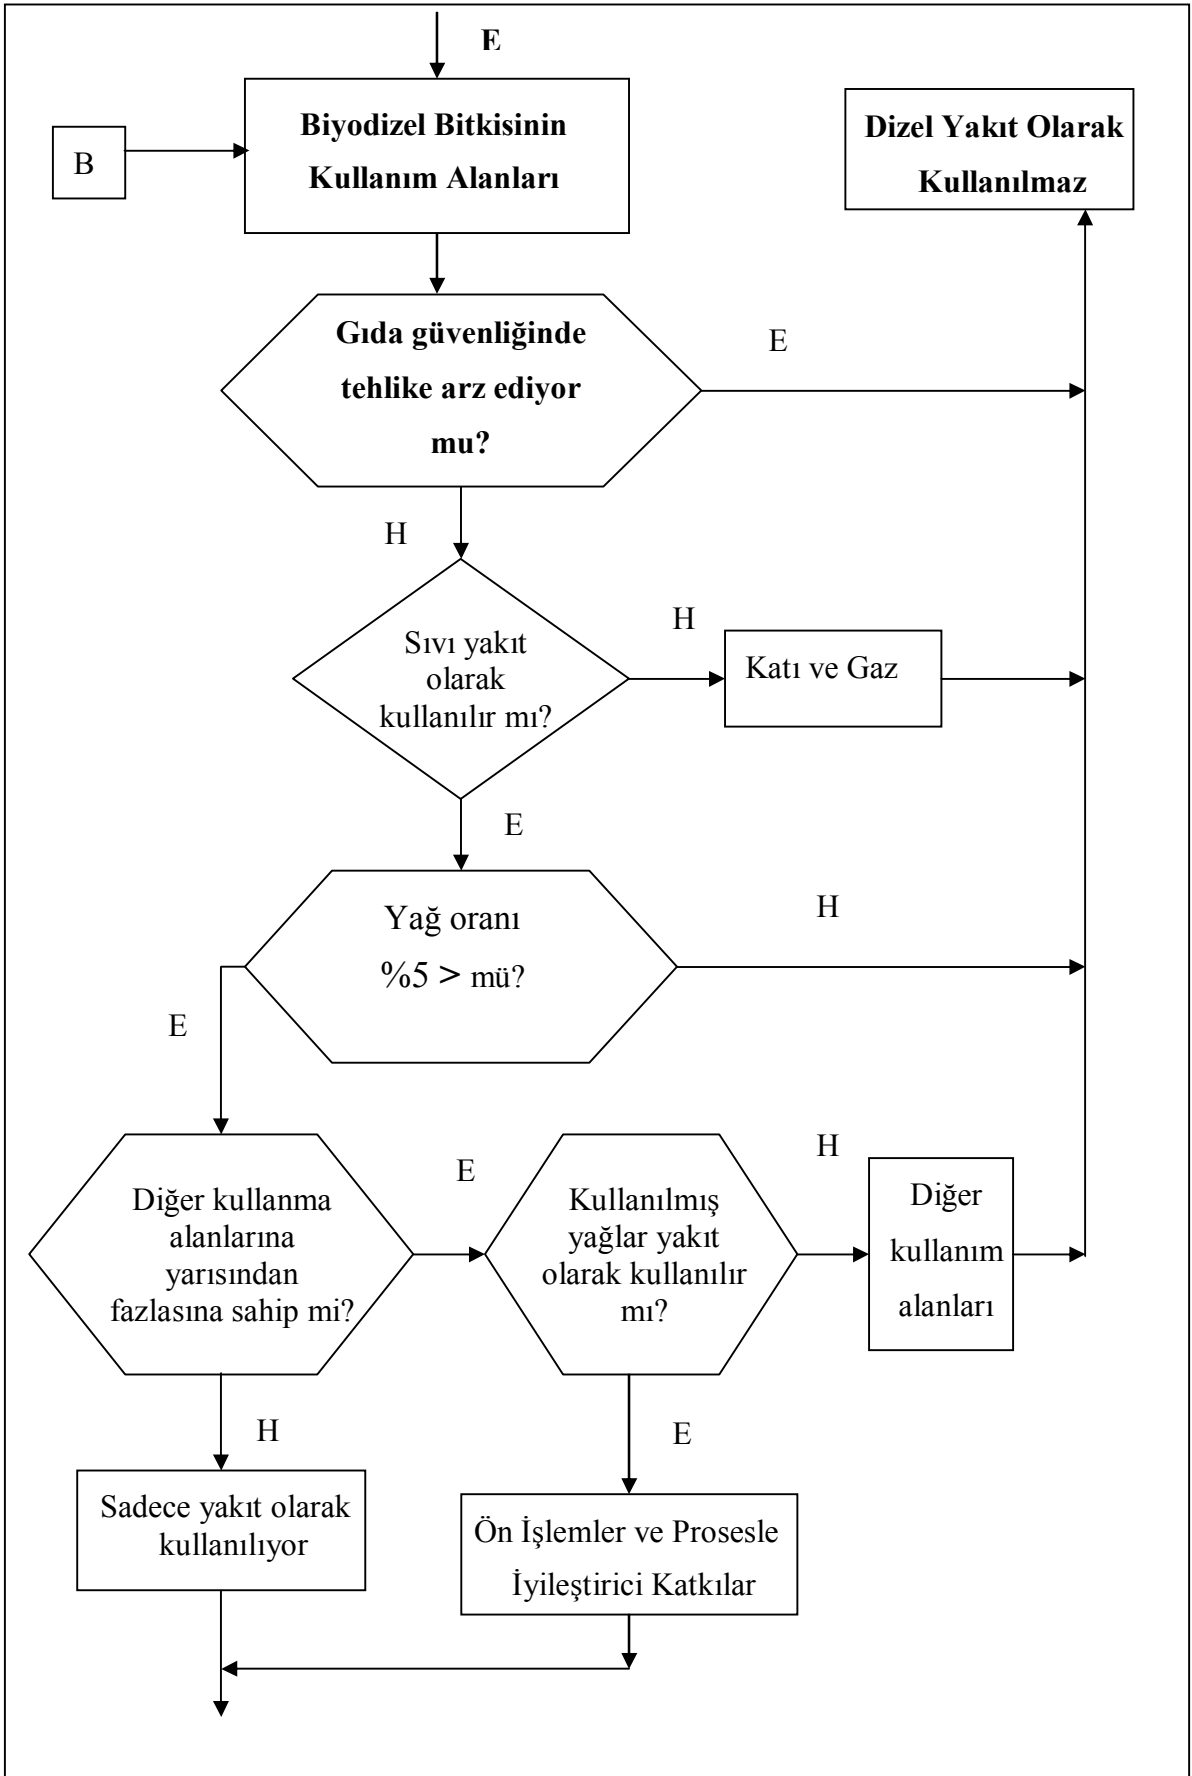 E
B
Biyodizel Bitkisinin
Kullanım Alanları
Dizel Yakıt Olarak
Kullanılmaz
Gıda güvenliğinde
tehlike arz ediyor
mu?
E
H
Sıvı yakıt
olarak
kullanılır mı?
H
Katı ve Gaz
E
Yağ oranı
%5 > mü?
H
E
Diğer kullanma
alanlarına
yarısından
fazlasına sahip mi?
E
Kullanılmış
yağlar yakıt
olarak kullanılır
mı?
H
Diğer
kullanım
alanları
H
E
Sadece yakıt olarak
kullanılıyor
Ön İşlemler ve Prosesle
İyileştirici Katkılar